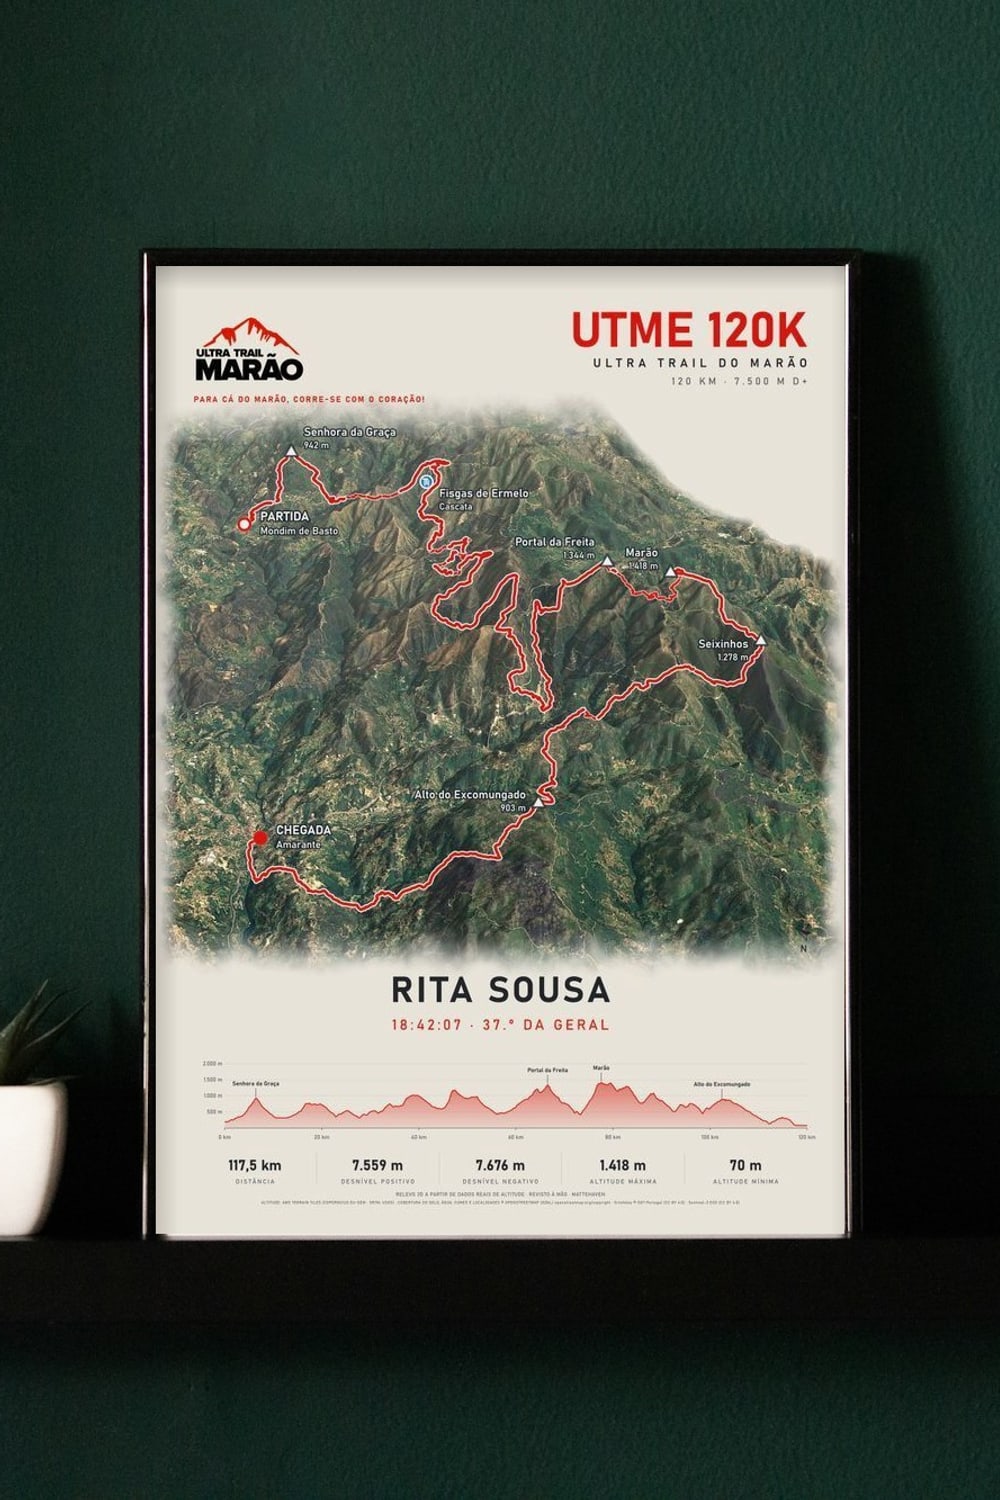 ULTRA TRAIL
MARÃO
PARA CÁ DO MARÃO, CORRE-SE COM O CORAÇÃO!
UTME 120K
ULTRA TRAIL DO MARÃO
120 KM · 7.500 M D+
Senhora da Graça
942 m
Fisgas de Ermelo
Cascata
PARTIDA
Mondim de Basto
Portal da Freita
1.344 m
Marão
1.418 m
Seixinhos
1.278 m
Alto do Excomungado
903 m
CHEGADA
Amarante
N
RITA SOUSA
18:42:07 · 37.º DA GERAL
2.000 m
1.500 m
1.000 m
500 m
Senhora da Graça
Portal da Freita
Marão
Alto do Excomungado
0 km 20 km 40 km 60 km 80 km 100 km 120 km
117,5 km 7.559 m 7.676 m 1.418 m 70 m
DISTÂNCIA DESNÍVEL POSITIVO DESNÍVEL NEGATIVO ALTITUDE MÁXIMA ALTITUDE MÍNIMA
RELEVO 3D A PARTIR DE DADOS REAIS DE ALTITUDE · REVISTO À MÃO · MATTEHAVEN